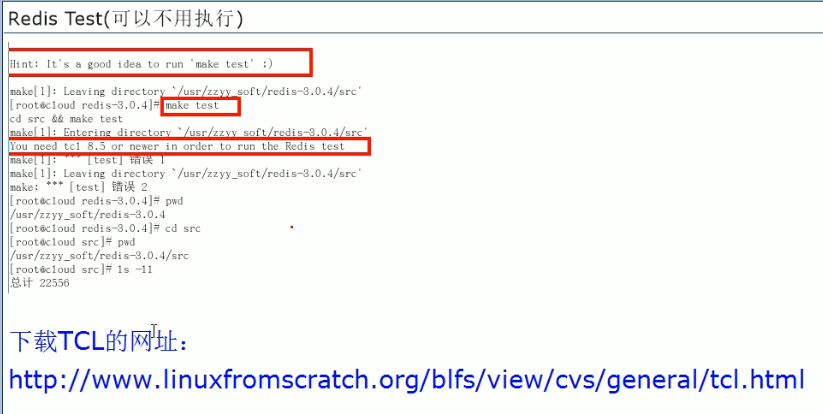 Redis Test(可以不用执行)
Hint: It's a good idea to run 'make test' ;)
make[1]: Leaving directory `/usr/zzyy_soft/redis-3.0.4/src'
[root@cloud redis-3.0.4]# make test
cd src && make test
make[1]: Entering directory `/usr/zzyy_soft/redis-3.0.4/src'
You need tcl 8.5 or newer in order to run the Redis test
make[1]: *** [test] 错误 1
make[1]: Leaving directory `/usr/zzyy_soft/redis-3.0.4/src'
make: *** [test] 错误 2
[root@cloud redis-3.0.4]# pwd
/usr/zzyy_soft/redis-3.0.4
[root@cloud redis-3.0.4]# cd src
[root@cloud src]# pwd
/usr/zzyy_soft/redis-3.0.4/src
[root@cloud src]# ls -ll
总计 22556
下载TCL的网址：
http://www.linuxfromscratch.org/blfs/view/cvs/general/tcl.html